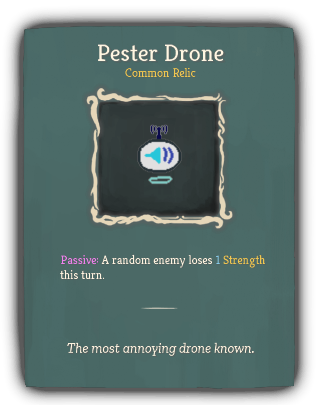 Pester Drone
Common Relic
Passive: A random enemy loses 1 Strength
this turn.
The most annoying drone known.